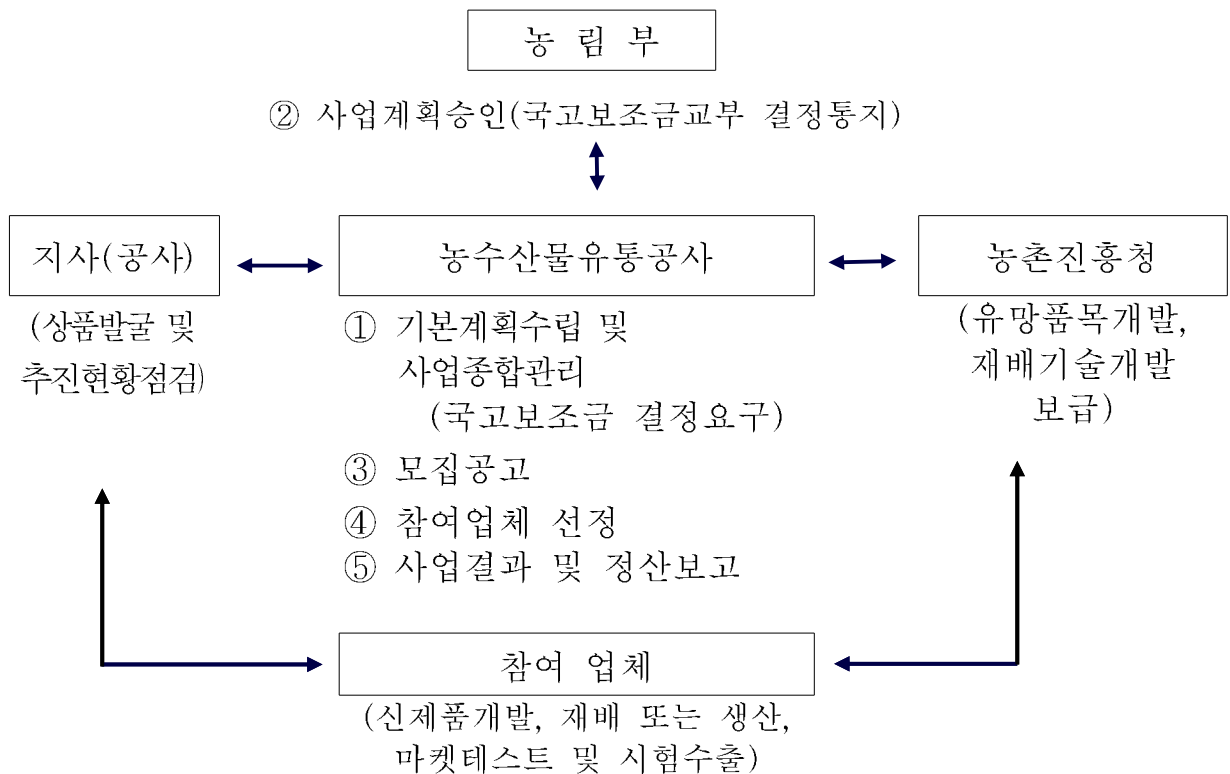 농 림 부
② 사업계획승인(국고보조금교부 결정통지)
지사(공사)
(상품발굴 및
추진현황점검)
농수산물유통공사
① 기본계획수립 및
사업종합관리
(국고보조금 결정요구)
③ 모집공고
④ 참여업체 선정
⑤ 사업결과 및 정산보고
농촌진흥청
(유망품목개발,
재배기술개발
보급)
참여 업체
(신제품개발, 재배 또는 생산,
마켓테스트 및 시험수출)